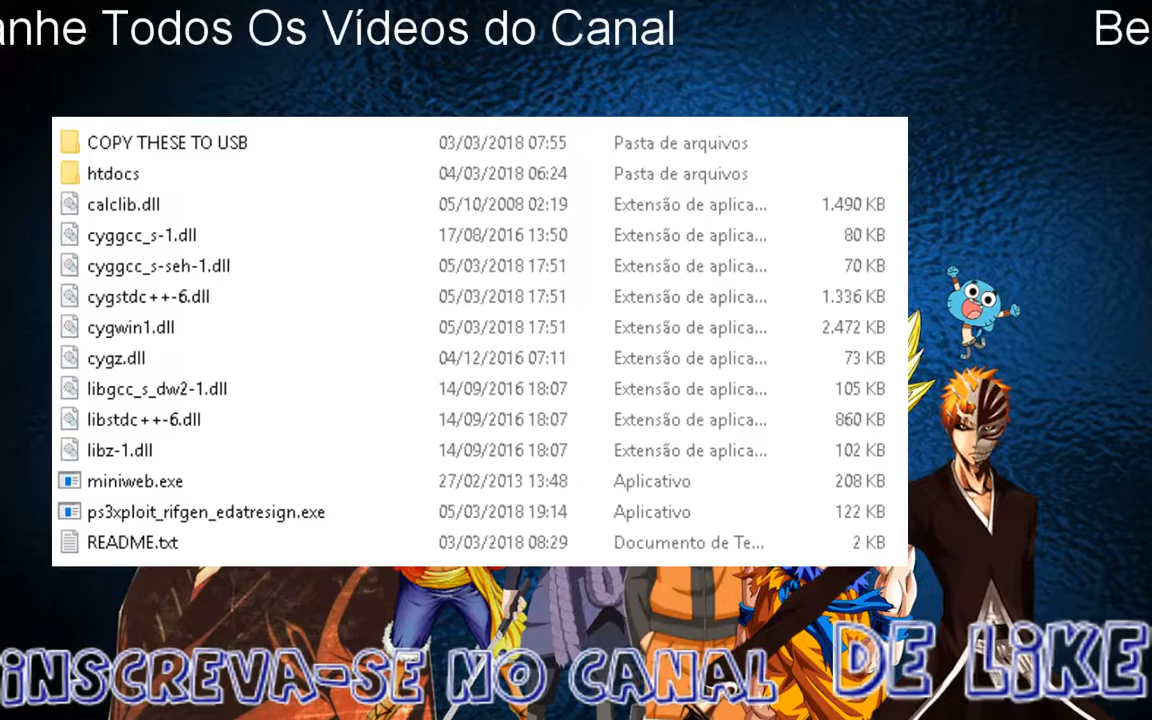 anhe Todos Os Vídeos do Canal Be
COPY THESE TO USB 03/03/2018 07:55 Pasta de arquivos
htdocs 04/03/2018 06:24 Pasta de arquivos
calclib.dll 05/10/2008 02:19 Extensão de aplica... 1.490 KB
cyggcc_s-1.dll 17/08/2016 13:50 Extensão de aplica... 80 KB
cyggcc_s-seh-1.dll 05/03/2018 17:51 Extensão de aplica... 70 KB
cygstdc++-6.dll 05/03/2018 17:51 Extensão de aplica... 1.336 KB
cygwin1.dll 05/03/2018 17:51 Extensão de aplica... 2.472 KB
cygz.dll 04/12/2016 07:11 Extensão de aplica... 73 KB
libgcc_s_dw2-1.dll 14/09/2016 18:07 Extensão de aplica... 105 KB
libstdc++-6.dll 14/09/2016 18:07 Extensão de aplica... 860 KB
libz-1.dll 14/09/2016 18:07 Extensão de aplica... 102 KB
miniweb.exe 27/02/2013 13:48 Aplicativo 208 KB
ps3xploit_rifgen_edatresign.exe 05/03/2018 19:14 Aplicativo 122 KB
README.txt 03/03/2018 08:29 Documento de Te... 2 KB
iNSCREVA-SE NO CANAL DE LiKE